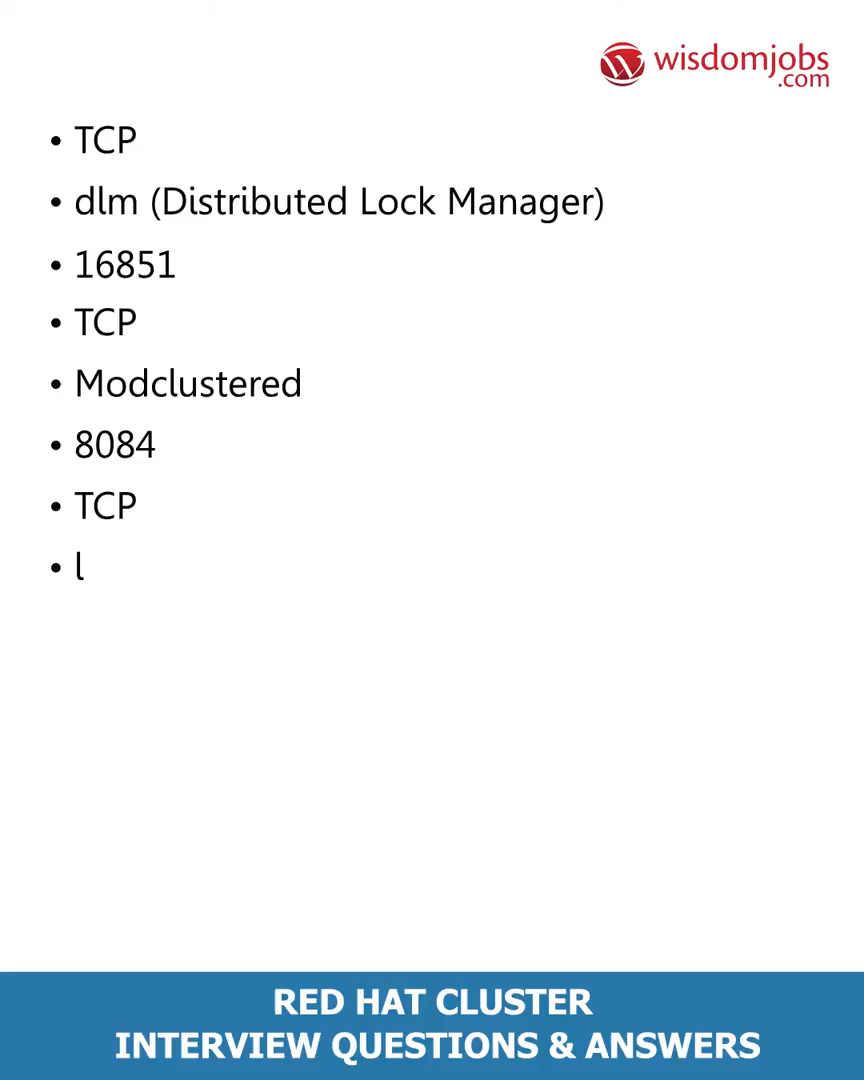 wisdomjobs
.com
• TCP
• dlm (Distributed Lock Manager)
• 16851
• TCP
• Modclustered
• 8084
• TCP
• l
RED HAT CLUSTER
INTERVIEW QUESTIONS & ANSWERS